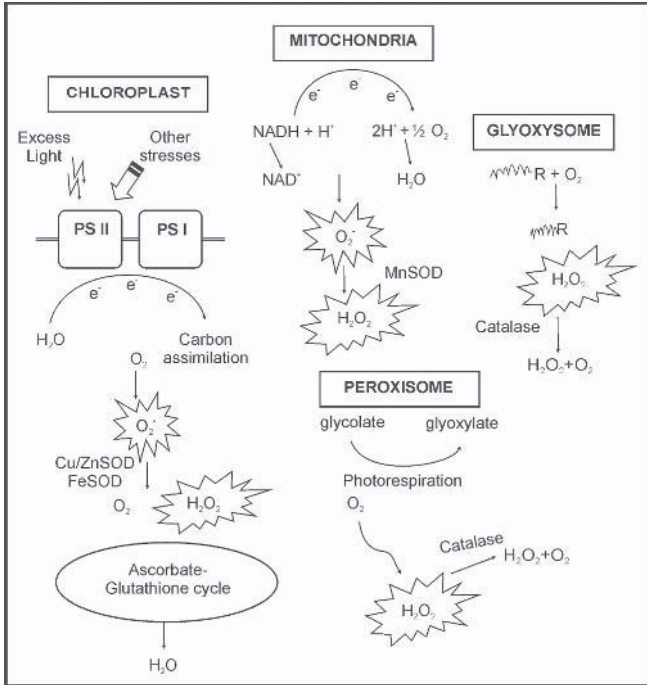 CHLOROPLAST
Excess
Light
Other
stresses
PS II
PS I
e⁻
e⁻
e⁻
H₂O
Carbon
assimilation
O₂
O₂⁻
Cu/ZnSOD
FeSOD
O₂
H₂O₂
Ascorbate-
Glutathione cycle
H₂O
MITOCHONDRIA
e⁻
e⁻
e⁻
NADH + H⁺
2H⁺ + ½ O₂
NAD⁺
H₂O
O₂⁻
MnSOD
H₂O₂
GLYOXYSOME
R + O₂
R
H₂O₂
Catalase
H₂O₂+O₂
PEROXISOME
glycolate
glyoxylate
Photorespiration
O₂
Catalase
H₂O₂+O₂
H₂O₂